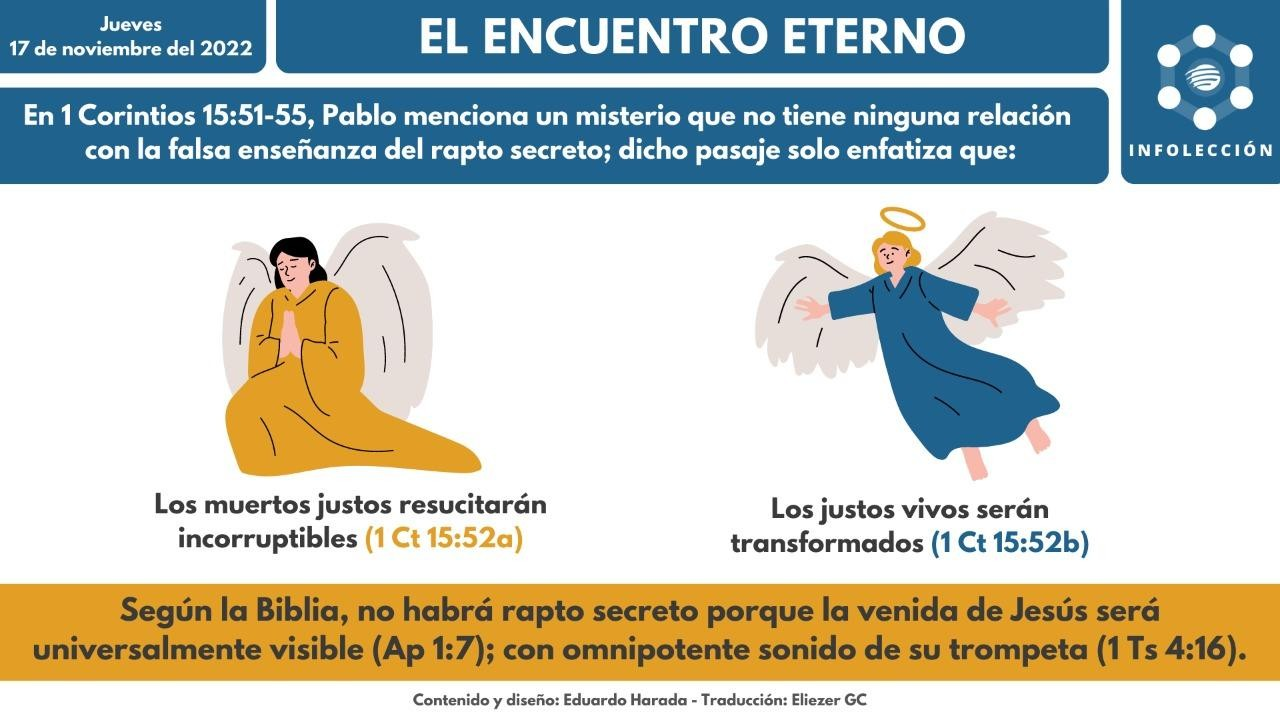 Jueves
17 de noviembre del 2022
EL ENCUENTRO ETERNO
INFOLECCIÓN
En 1 Corintios 15:51-55, Pablo menciona un misterio que no tiene ninguna relación
con la falsa enseñanza del rapto secreto; dicho pasaje solo enfatiza que:
Los muertos justos resucitarán
incorruptibles (1 Ct 15:52a)
Los justos vivos serán
transformados (1 Ct 15:52b)
Según la Biblia, no habrá rapto secreto porque la venida de Jesús será
universalmente visible (Ap 1:7); con omnipotente sonido de su trompeta (1 Ts 4:16).
Contenido y diseño: Eduardo Harada - Traducción: Eliezer GC